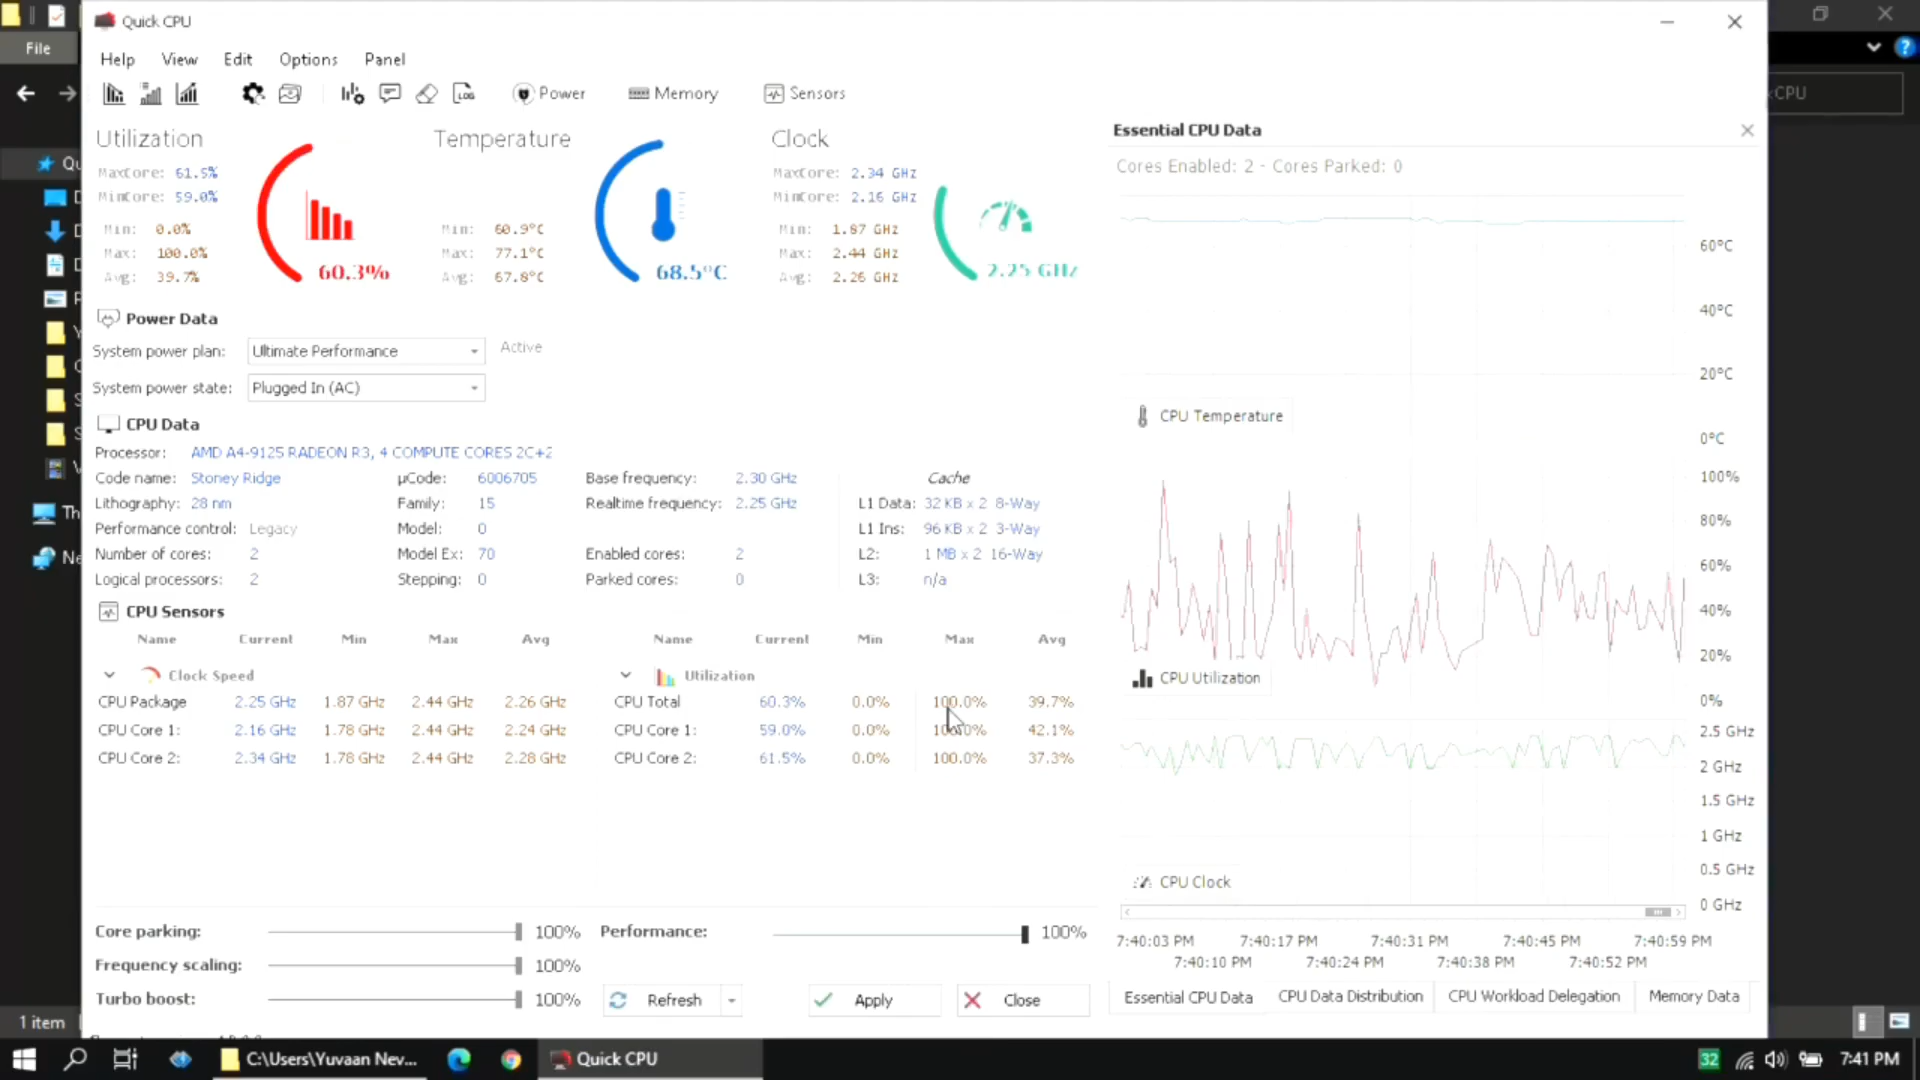 Quick CPU
File
Help View Edit Options Panel
LOG Power Memory Sensors
CPU
Utilization
MaxCore: 61.5%
MinCore: 59.0%
Min: 0.0%
Max: 100.0%
Avg: 39.7%
60.3%
Temperature
Min: 60.9°C
Max: 77.1°C
Avg: 67.8°C
68.5°C
Clock
MaxCore: 2.34 GHz
MinCore: 2.16 GHz
Min: 1.87 GHz
Max: 2.44 GHz
Avg: 2.26 GHz
2.25 GHz
Power Data
System power plan: Ultimate Performance Active
System power state: Plugged In (AC)
CPU Data
Processor: AMD A4-9125 RADEON R3, 4 COMPUTE CORES 2C+2
Code name: Stoney Ridge µCode: 6006705 Base frequency: 2.30 GHz Cache
Lithography: 28 nm Family: 15 Realtime frequency: 2.25 GHz L1 Data: 32 KB x 2 8-Way
Performance control: Legacy Model: 0 L1 Ins: 96 KB x 2 3-Way
Number of cores: 2 Model Ex: 70 Enabled cores: 2 L2: 1 MB x 2 16-Way
Logical processors: 2 Stepping: 0 Parked cores: 0 L3: n/a
CPU Sensors
Name Current Min Max Avg Name Current Min Max Avg
Clock Speed Utilization
CPU Package 2.25 GHz 1.87 GHz 2.44 GHz 2.26 GHz CPU Total 60.3% 0.0% 100.0% 39.7%
CPU Core 1: 2.16 GHz 1.78 GHz 2.44 GHz 2.24 GHz CPU Core 1: 59.0% 0.0% 100.0% 42.1%
CPU Core 2: 2.34 GHz 1.78 GHz 2.44 GHz 2.28 GHz CPU Core 2: 61.5% 0.0% 100.0% 37.3%
Core parking: 100% Performance: 100%
Frequency scaling: 100%
Turbo boost: 100% Refresh Apply Close
Essential CPU Data
Cores Enabled: 2 - Cores Parked: 0
60°C
40°C
20°C
CPU Temperature
0°C
100%
80%
60%
40%
20%
CPU Utilization
0%
2.5 GHz
2 GHz
1.5 GHz
1 GHz
0.5 GHz
CPU Clock
0 GHz
7:40:03 PM 7:40:17 PM 7:40:31 PM 7:40:45 PM 7:40:59 PM
7:40:10 PM 7:40:24 PM 7:40:38 PM 7:40:52 PM
Essential CPU Data CPU Data Distribution CPU Workload Delegation Memory Data
1 item
C:\Users\Yuvaan Nev... Quick CPU 32 7:41 PM